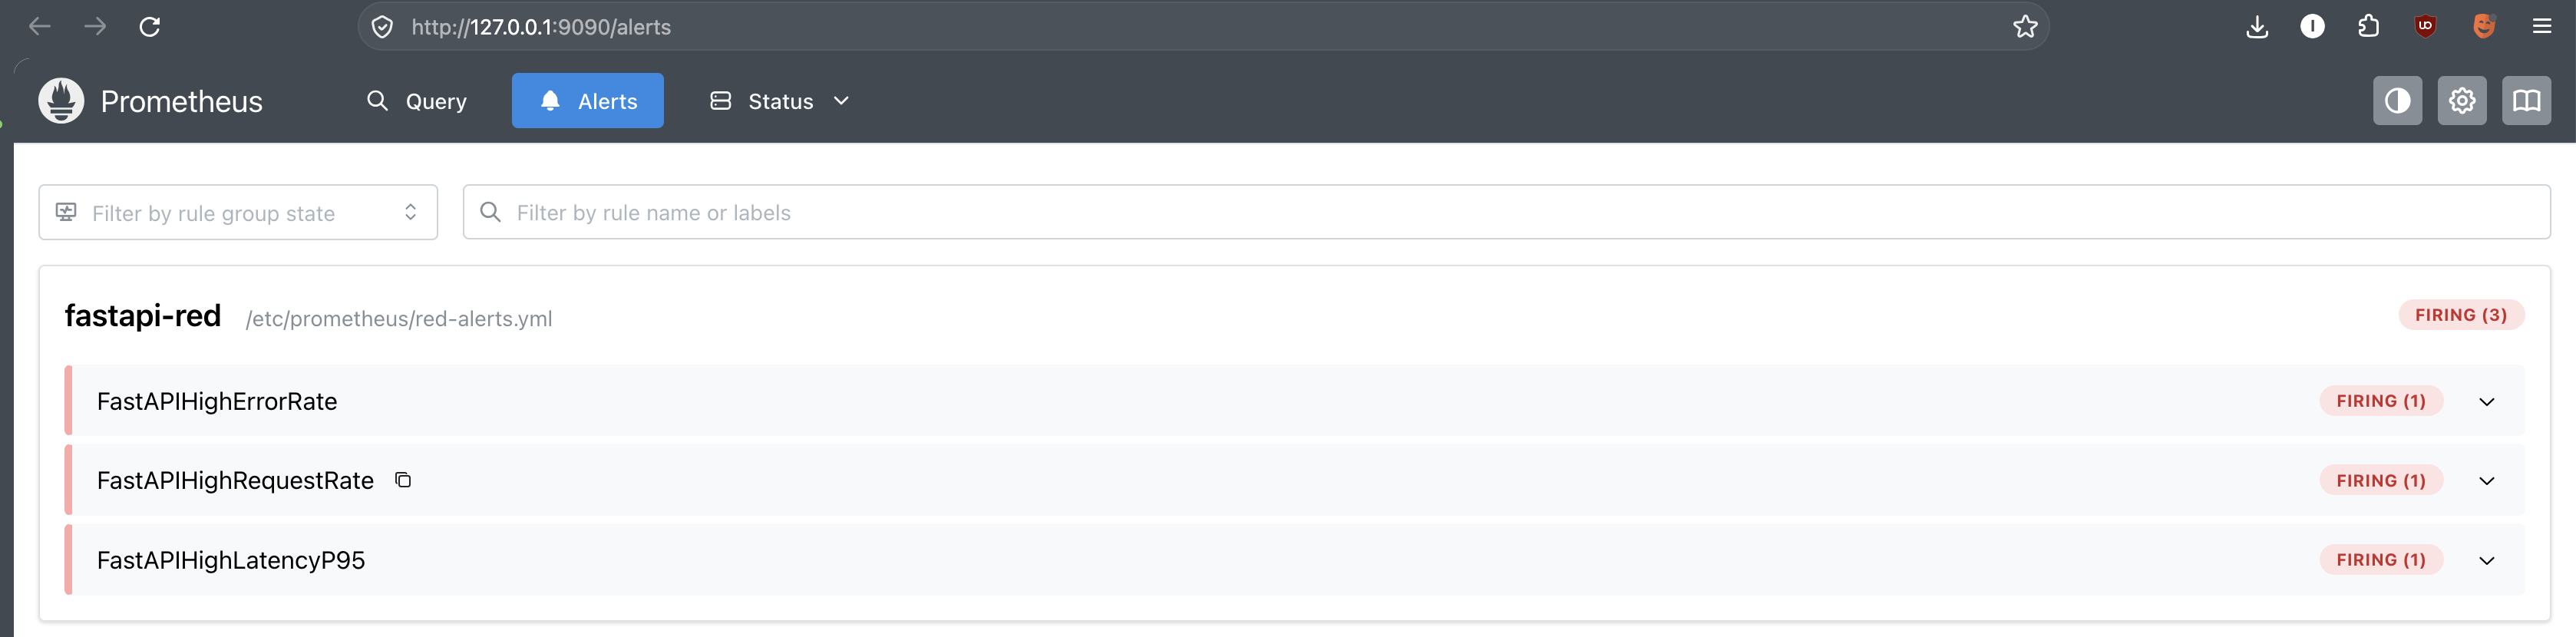 http://127.0.0.1:9090/alerts
Prometheus Query Alerts Status
Filter by rule group state Filter by rule name or labels
fastapi-red /etc/prometheus/red-alerts.yml FIRING (3)
FastAPIHighErrorRate FIRING (1)
FastAPIHighRequestRate FIRING (1)
FastAPIHighLatencyP95 FIRING (1)